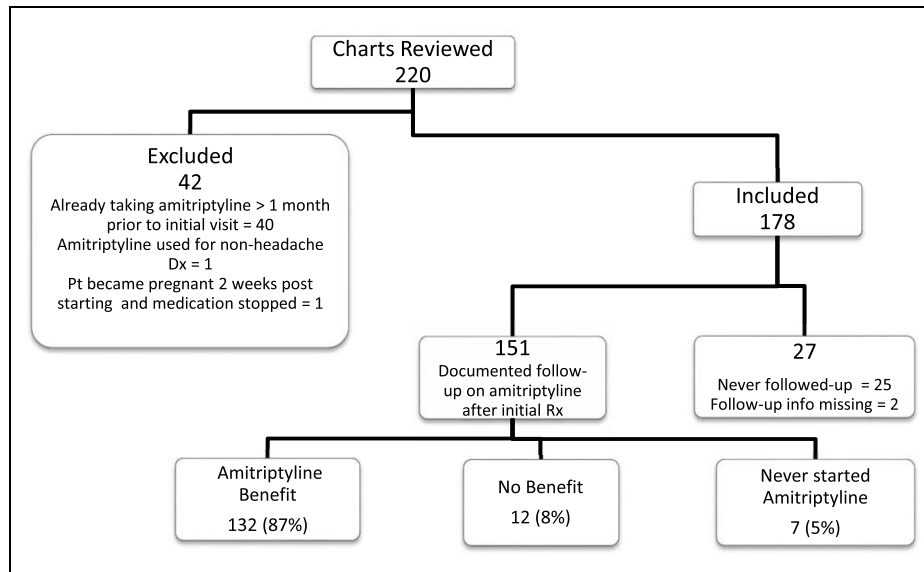 Charts Reviewed
220
Excluded
42
Already taking amitriptyline > 1 month
prior to initial visit = 40
Amitriptyline used for non-headache
Dx = 1
Pt became pregnant 2 weeks post
starting and medication stopped = 1
Included
178
151
Documented follow-
up on amitriptyline
after initial Rx
27
Never followed-up = 25
Follow-up info missing = 2
Amitriptyline
Benefit
132 (87%)
No Benefit
12 (8%)
Never started
Amitriptyline
7 (5%)